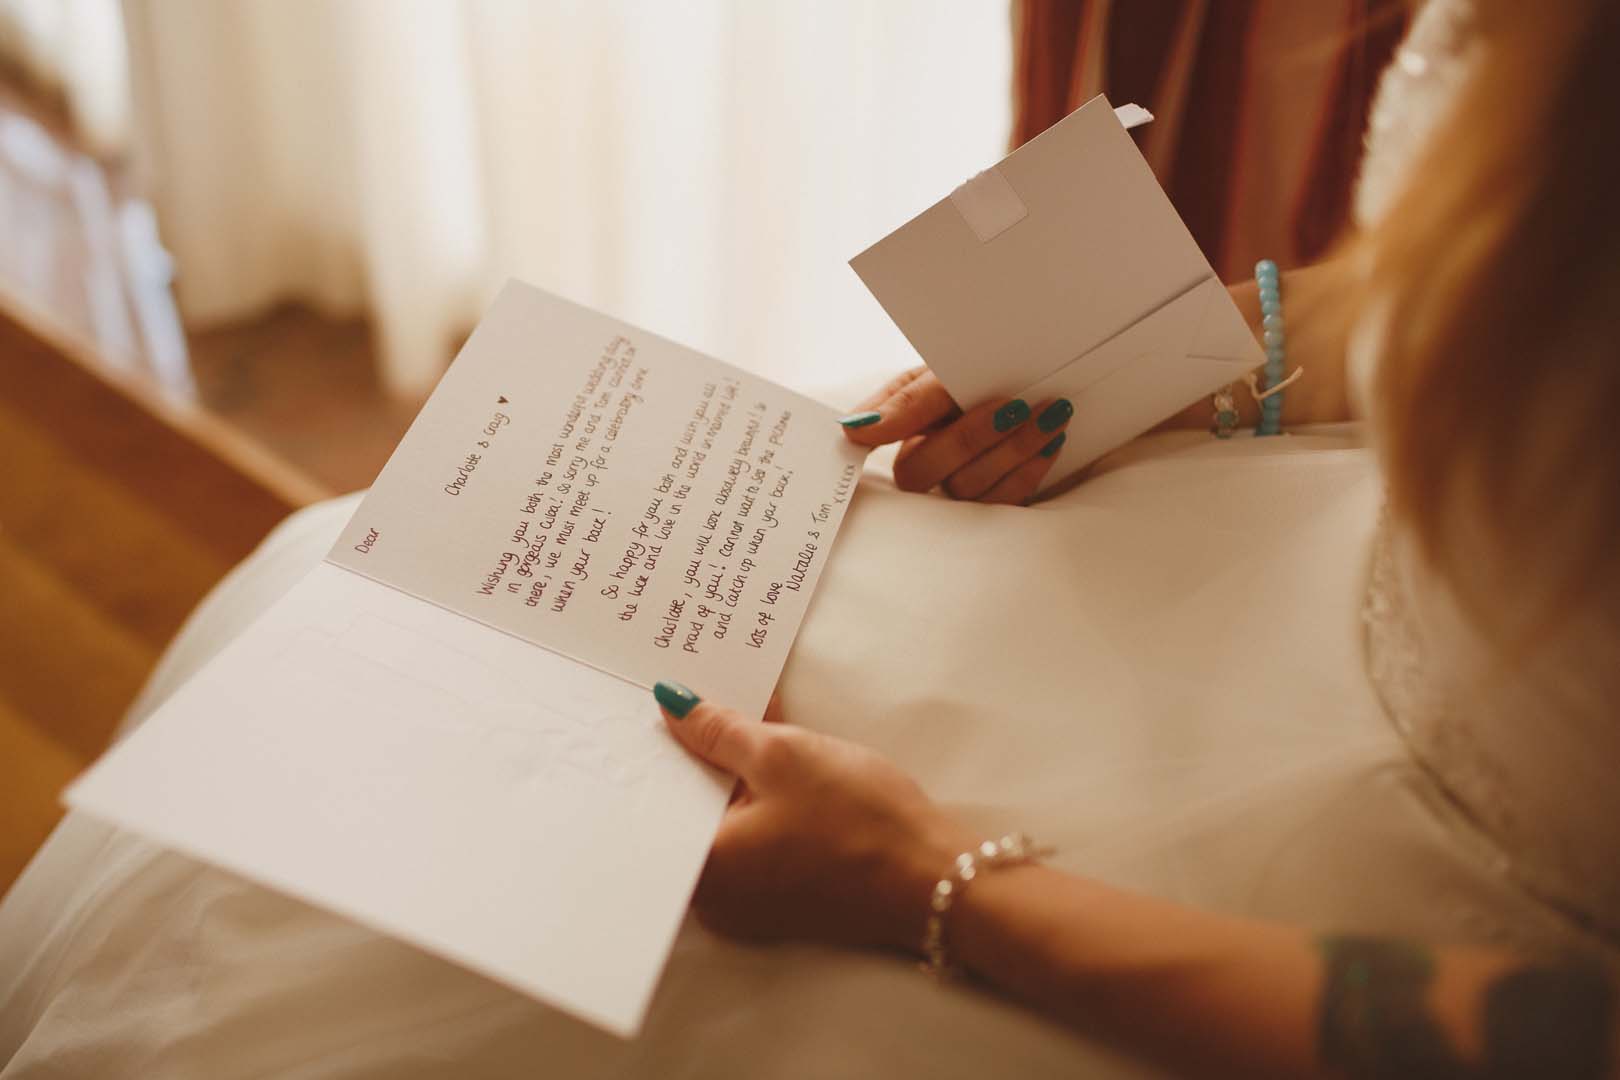 Dear
Charlotte & Craig ♥
Wishing you both the most wonderful wedding day
in gorgeous Cuba! So sorry me and Tom cannot be
there, we must meet up for a celebratory drink
when your back!
So happy for you both and wish you all
the luck and love in the world in married life!
Charlotte, you will look absolutely beautiful! So
proud of you! Cannot wait to see the pictures
and catch up when your back!
lots of love
Natalie & Tom xxxxxx